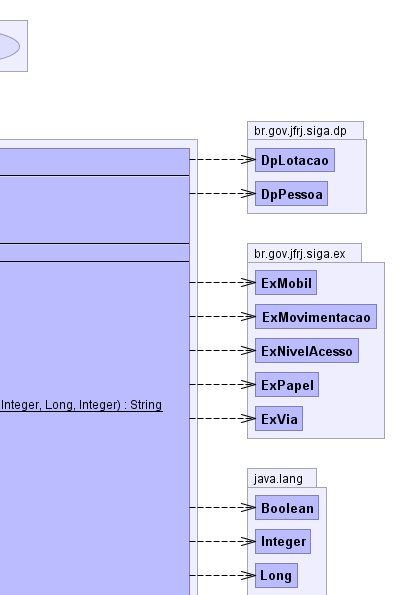 br.gov.jfrj.siga.dp
DpLotacao
DpPessoa
br.gov.jfrj.siga.ex
ExMobil
ExMovimentacao
ExNivelAcesso
ExPapel
Integer, Long, Integer) : String
ExVia
java.lang
Boolean
Integer
Long